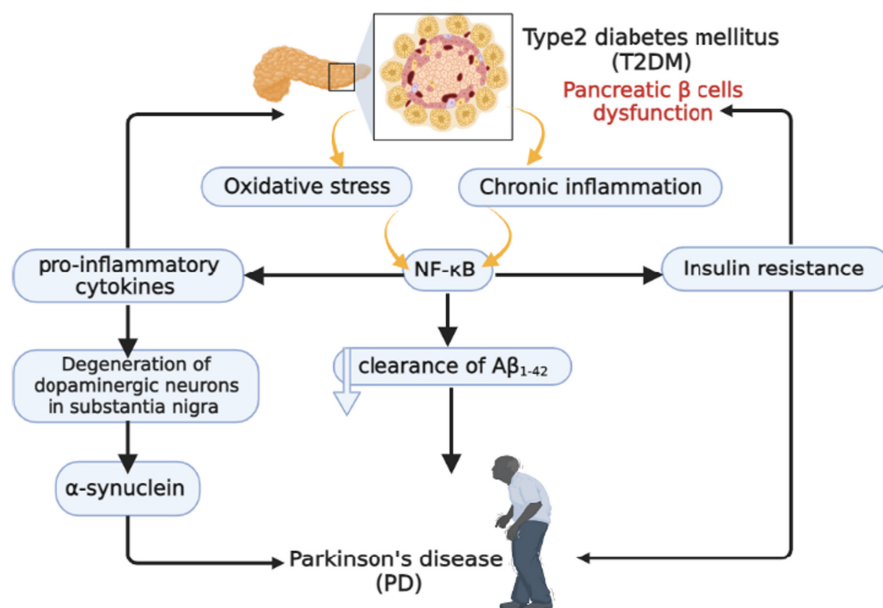 Type2 diabetes mellitus
(T2DM)
Pancreatic β cells
dysfunction
Oxidative stress
Chronic inflammation
pro-inflammatory
cytokines
NF-κB
Insulin resistance
Degeneration of
dopaminergic neurons
in substantia nigra
clearance of Aβ₁₋₄₂
α-synuclein
Parkinson's disease
(PD)